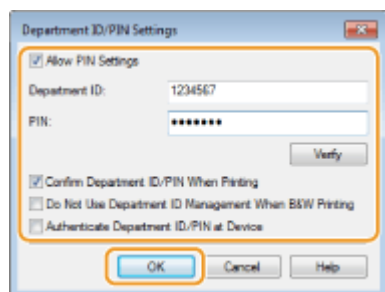 Department ID/PIN Settings
Allow PIN Settings
Department ID: 1234567
PIN: •••••••
Verify
Confirm Department ID/PIN When Printing
Do Not Use Department ID Management When B&W Printing
Authenticate Department ID/PIN at Device
OK Cancel Help